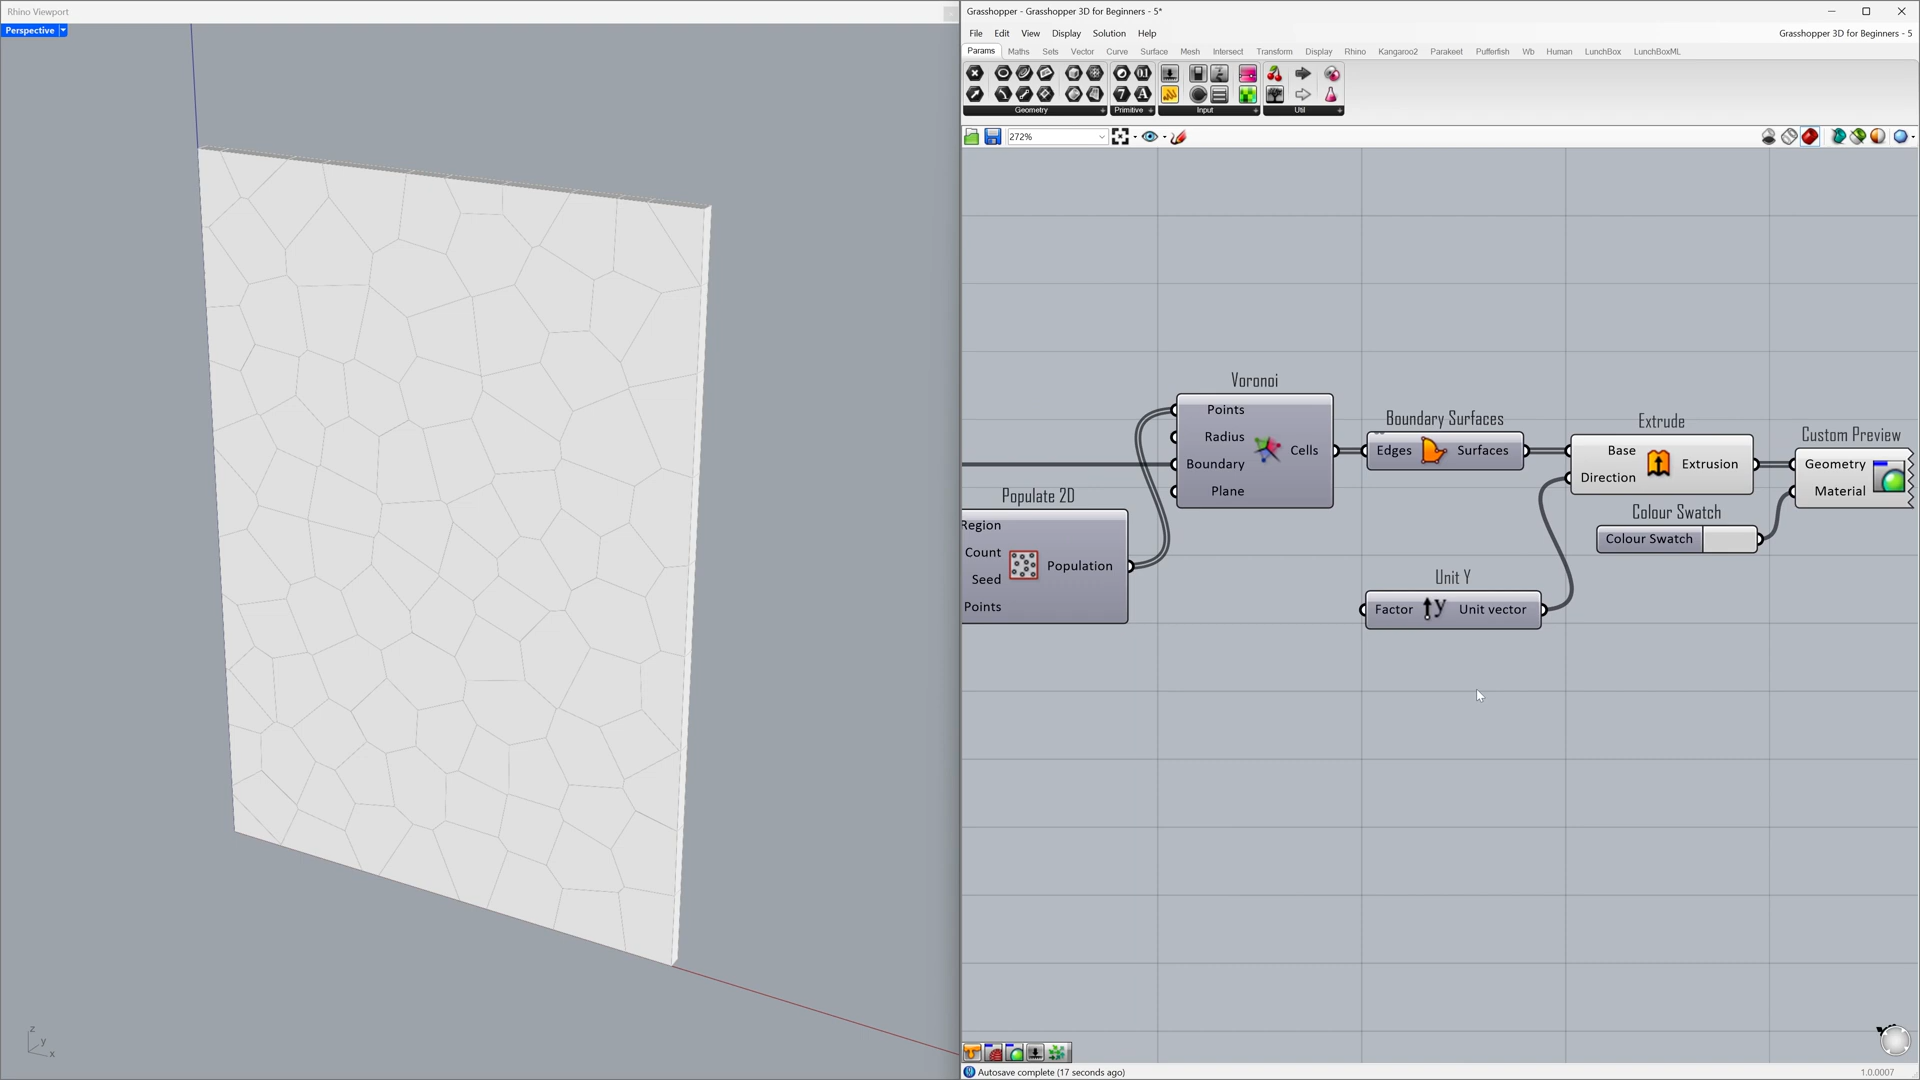 Rhino Viewport
Perspective
z
y
x
Grasshopper - Grasshopper 3D for Beginners - 5*
File Edit View Display Solution Help
Grasshopper 3D for Beginners - 5
Params Maths Sets Vector Curve Surface Mesh Intersect Transform Display Rhino Kangaroo2 Parakeet Pufferfish Wb Human LunchBox LunchBoxML
Geometry
Primitive
Input
Util
272%
Voronoi
Points
Radius
Boundary
Plane
Cells
Populate 2D
Region
Count
Seed
Points
Population
Boundary Surfaces
Edges
Surfaces
Extrude
Base
Direction
Extrusion
Custom Preview
Geometry
Material
Colour Swatch
Colour Swatch
Unit Y
Factor
y
Unit vector
Autosave complete (17 seconds ago)
1.0.0007